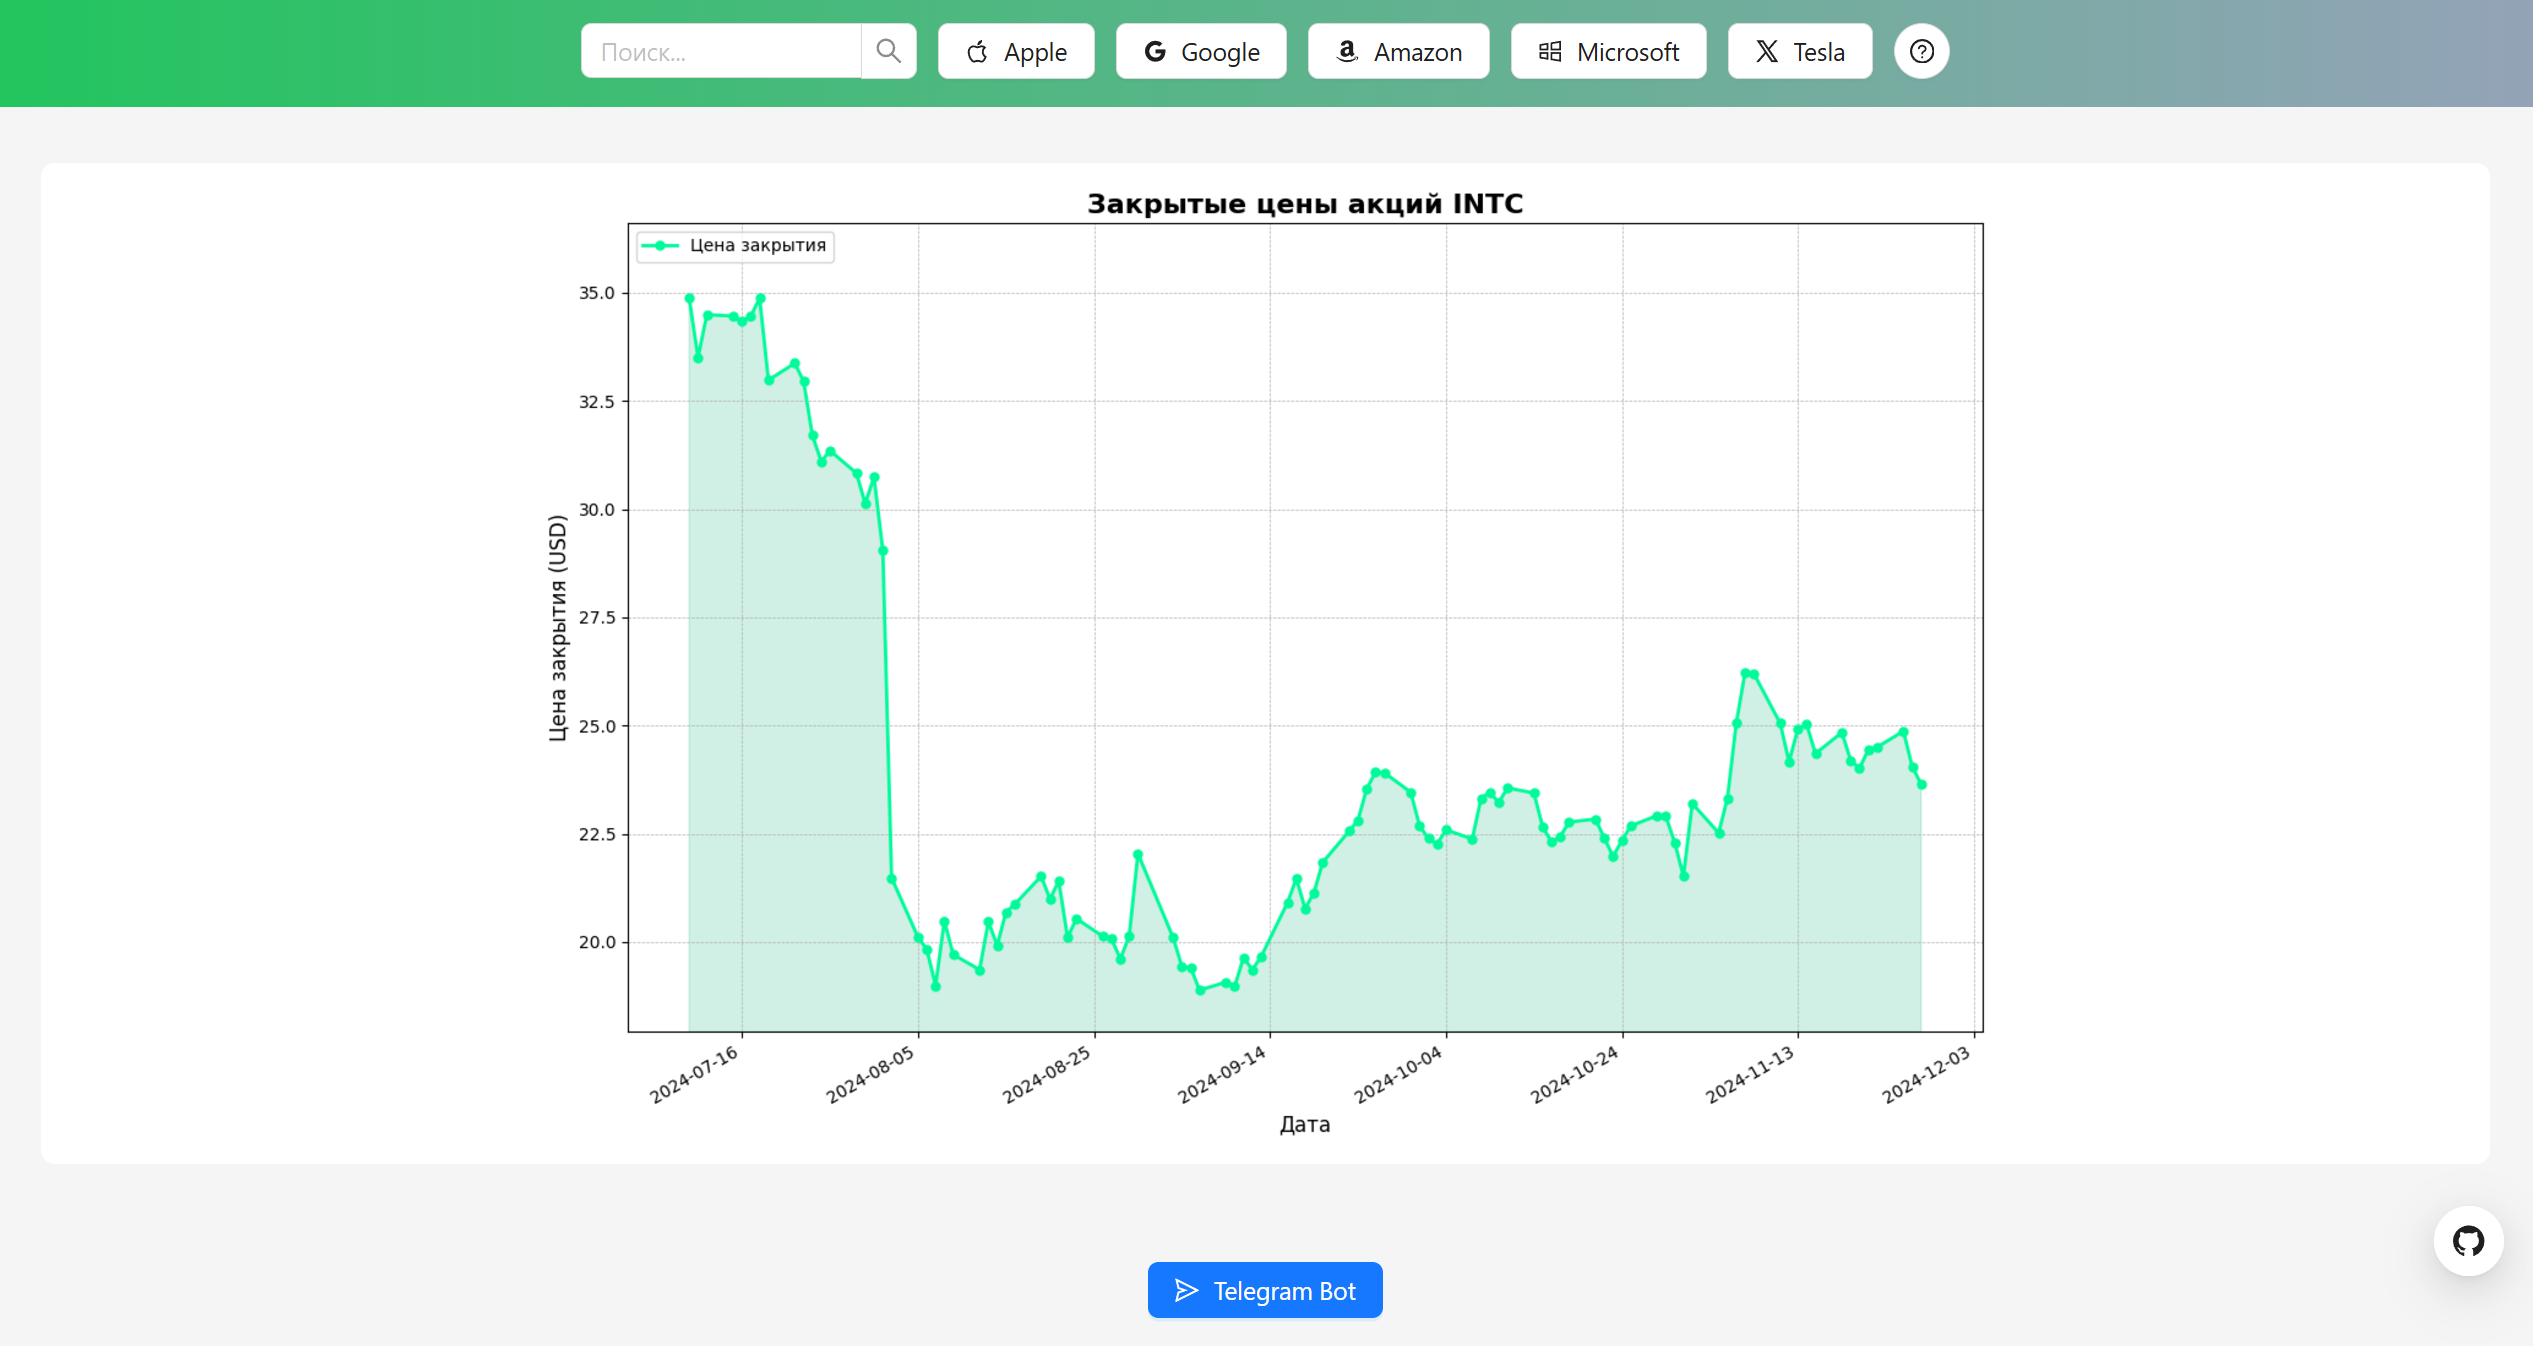 Поиск...
Apple
Google
Amazon
Microsoft
Tesla
Закрытые цены акций INTC
Цена закрытия
35.0
32.5
30.0
27.5
25.0
22.5
20.0
Цена закрытия (USD)
2024-07-16
2024-08-05
2024-08-25
2024-09-14
2024-10-04
2024-10-24
2024-11-13
2024-12-03
Дата
Telegram Bot